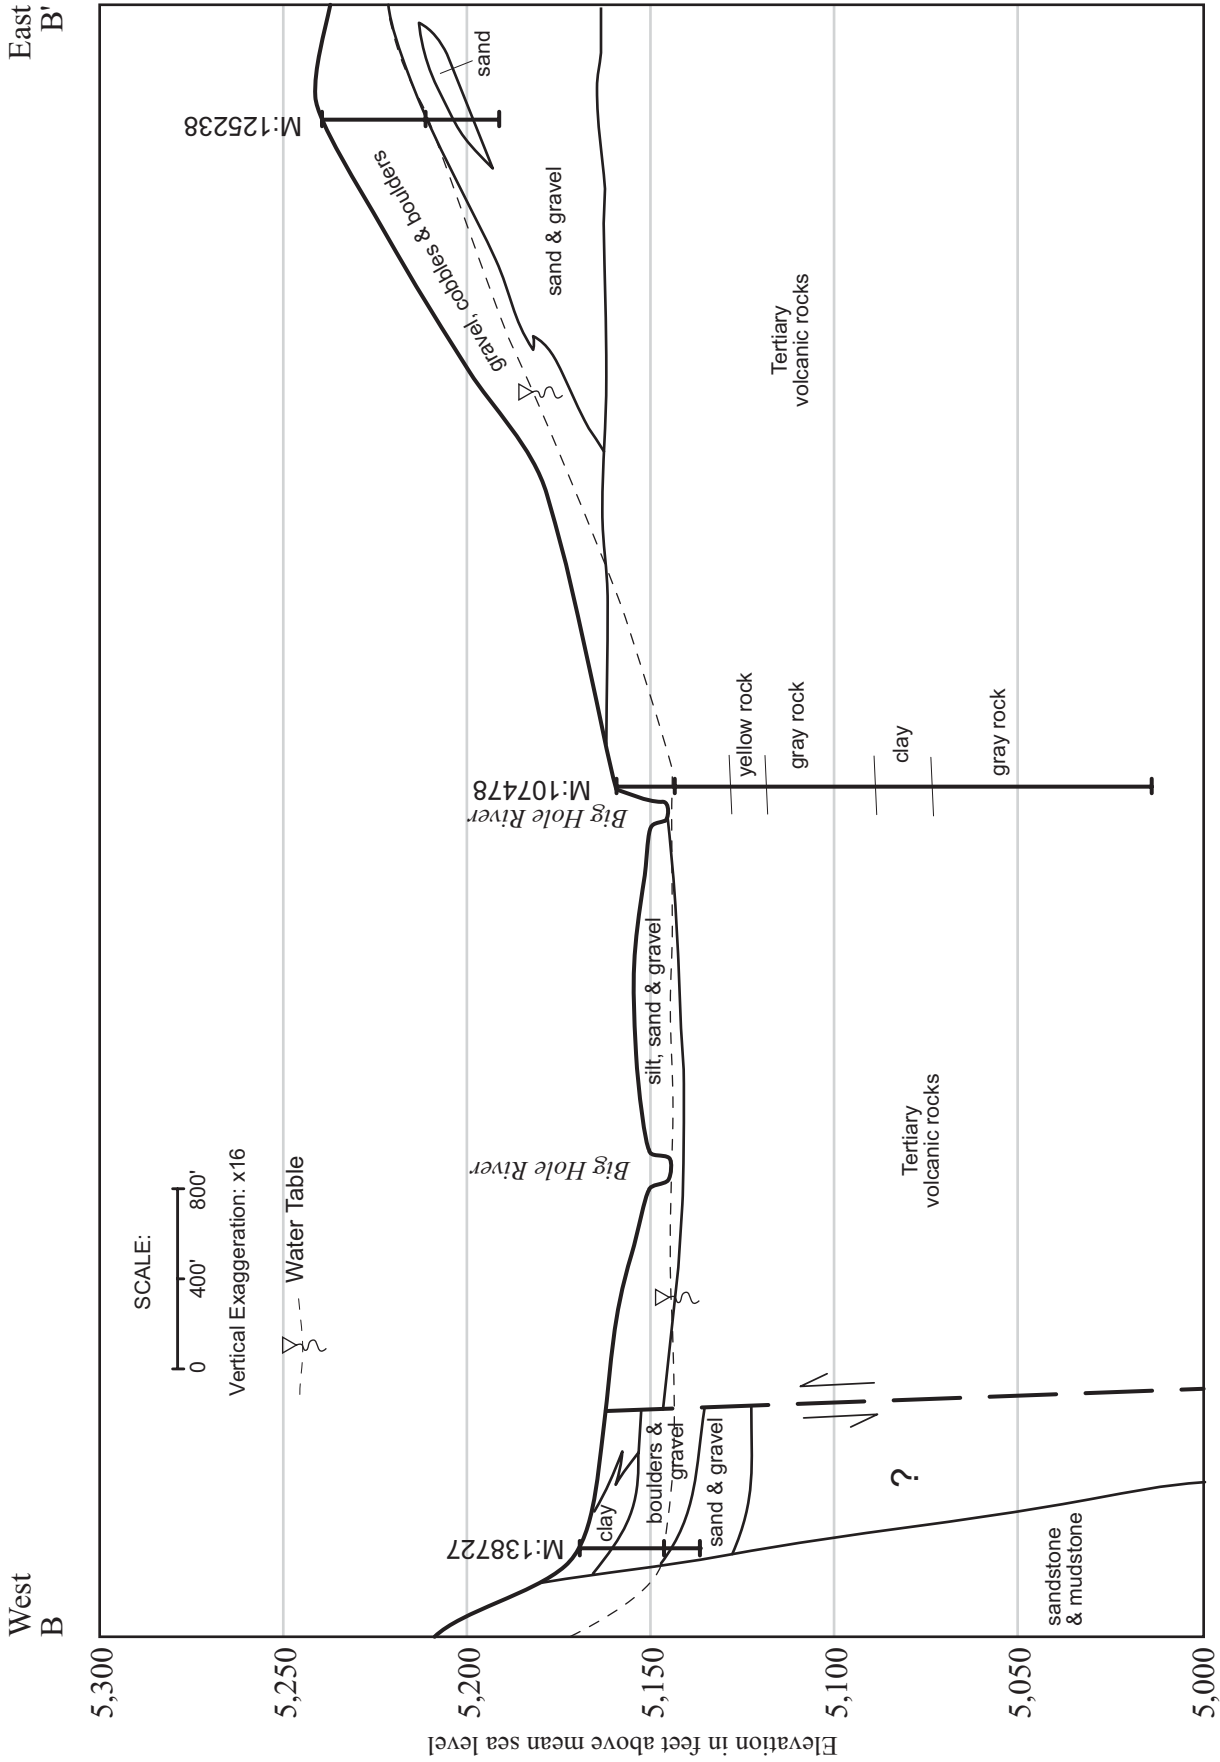 West
B
East
B'
SCALE:
0 400' 800'
Vertical Exaggeration: x16
Water Table
M:138727
Big Hole River
Big Hole River
M:107478
M:125238
clay
boulders &
gravel
sand & gravel
?
sandstone
& mudstone
silt, sand & gravel
Tertiary
volcanic rocks
yellow rock
gray rock
clay
gray rock
gravel, cobbles & boulders
sand & gravel
sand
Tertiary
volcanic rocks
Elevation in feet above mean sea level
5,300
5,250
5,200
5,150
5,100
5,050
5,000